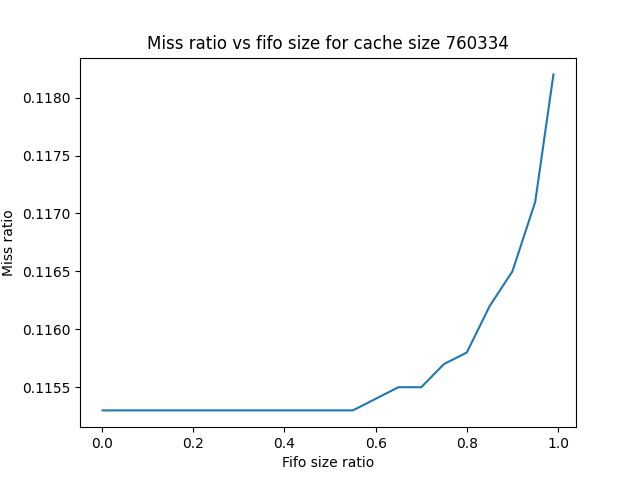 Miss ratio vs fifo size for cache size 760334
0.1180
0.1175
0.1170
0.1165
0.1160
0.1155
Miss ratio
0.0 0.2 0.4 0.6 0.8 1.0
Fifo size ratio